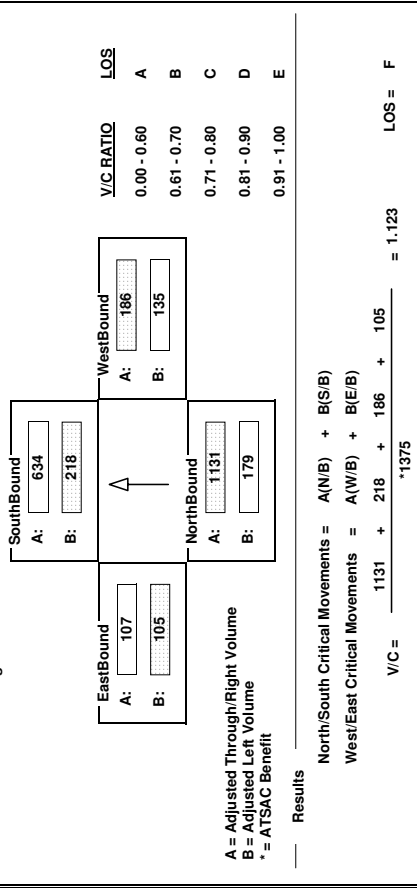 SouthBound
A: 634
B: 218
EastBound
A: 107
B: 105
WestBound
A: 186
B: 135
NorthBound
A: 1131
B: 179
V/C RATIO LOS
0.00 - 0.60 A
0.61 - 0.70 B
0.71 - 0.80 C
0.81 - 0.90 D
0.91 - 1.00 E
A = Adjusted Through/Right Volume
B = Adjusted Left Volume
* = ATSAC Benefit
Results
North/South Critical Movements = A(N/B) + B(S/B)
West/East Critical Movements = A(W/B) + B(E/B)
V/C = 1131 + 218 + 186 + 105 = 1.123 LOS = F
*1375